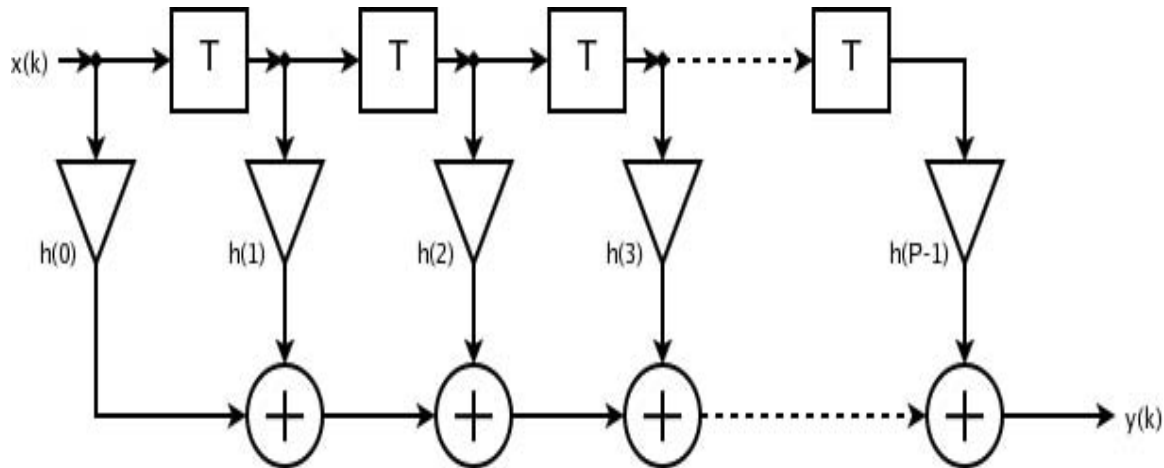 x(k) T T T T
h(0) h(1) h(2) h(3) h(P-1)
+ + + +
y(k)